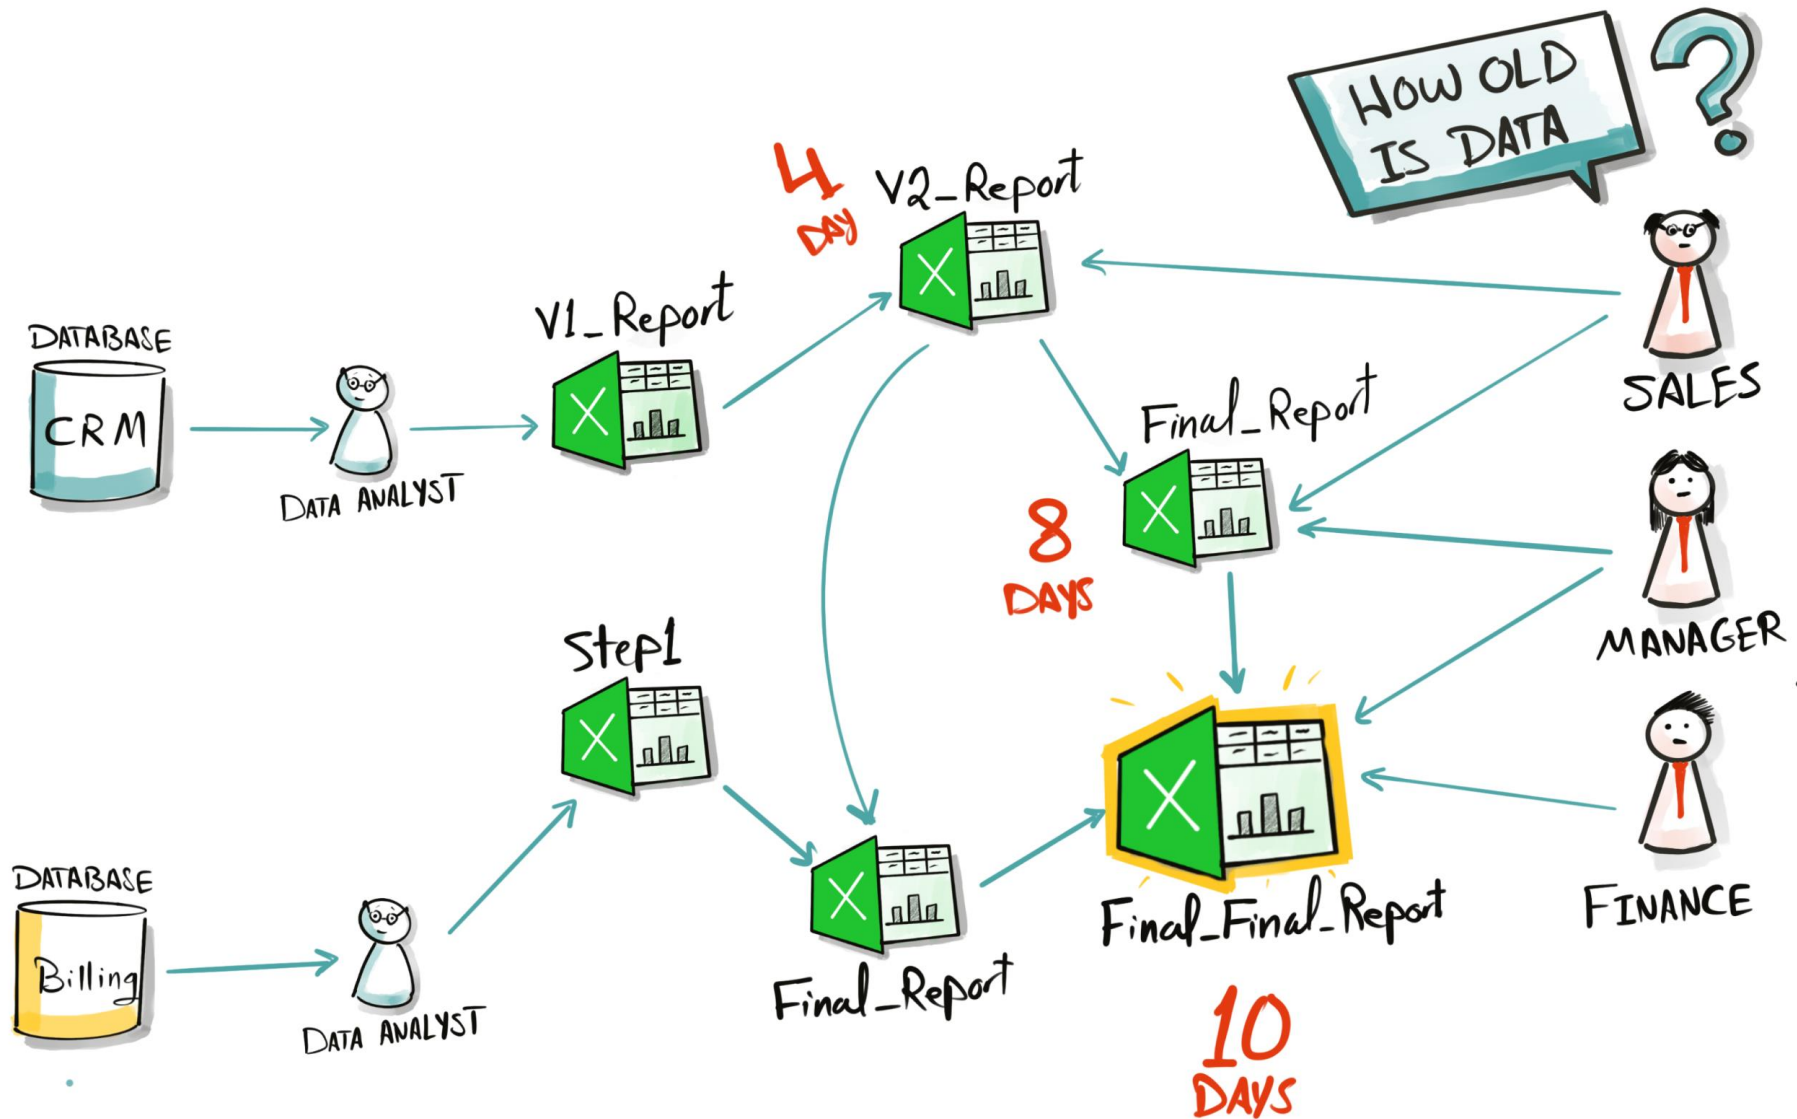 HOW OLD
IS DATA
?
4
DAY
V2_Report
V1_Report
DATABASE
CRM
DATA ANALYST
SALES
Final_Report
8
DAYS
MANAGER
Step1
DATABASE
Billing
DATA ANALYST
Final_Report
Final_Final_Report
FINANCE
10
DAYS